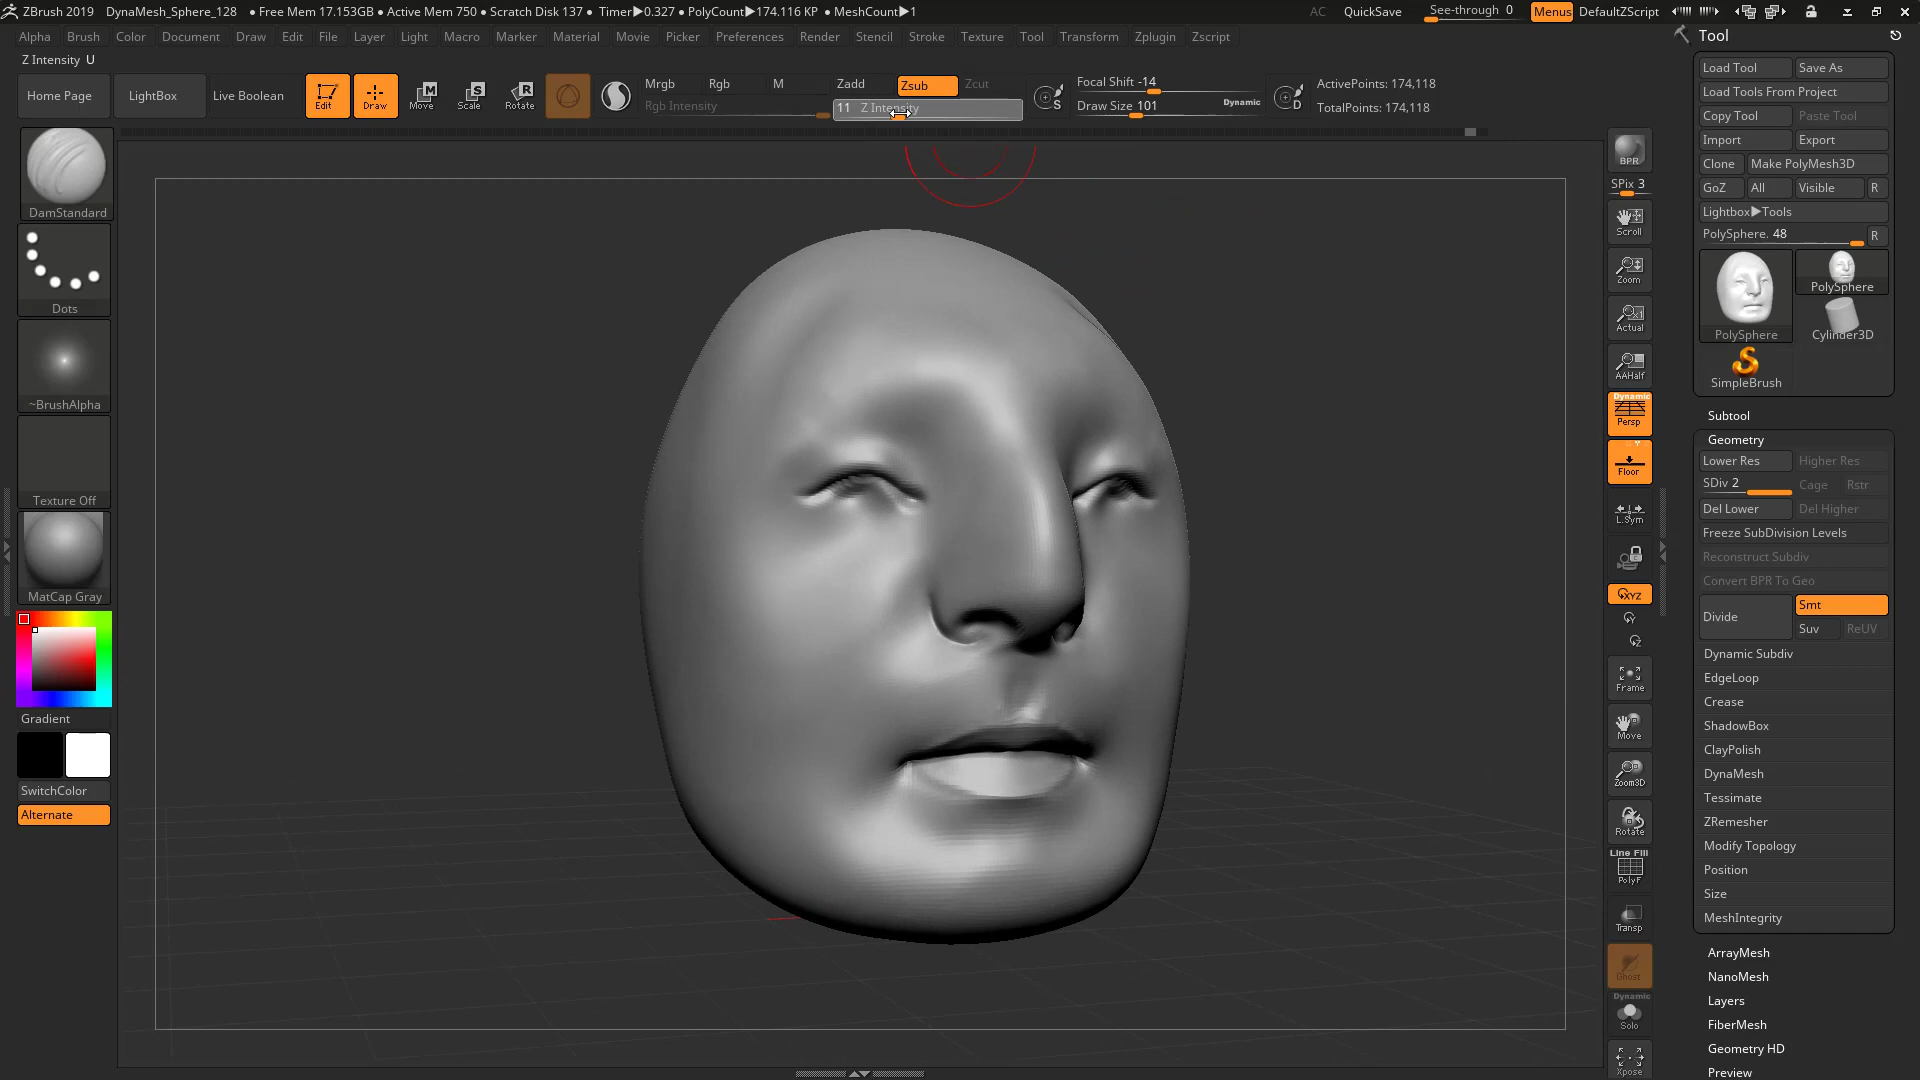 ZBrush 2019 DynaMesh_Sphere_128 ● Free Mem 17.153GB ● Active Mem 750 ● Scratch Disk 137 ● Timer▶0.327 ● PolyCount▶174.116 KP ● MeshCount▶1 AC QuickSave See-through 0 Menus DefaultZScript
Alpha Brush Color Document Draw Edit File Layer Light Macro Marker Material Movie Picker Preferences Render Stencil Stroke Texture Tool Transform Zplugin Zscript
Z Intensity U
Home Page LightBox Live Boolean Edit Draw Move Scale Rotate
M S R
Mrgb Rgb M Zadd Zsub Zcut
Rgb Intensity 11 Z Intensity
S Focal Shift -14
Draw Size 101 Dynamic D
ActivePoints: 174,118
TotalPoints: 174,118
DamStandard
Dots
~BrushAlpha
Texture Off
MatCap Gray
Gradient
SwitchColor
Alternate
BPR
SPix 3
Scroll
Zoom
Actual
AAHalf
Dynamic
Persp
Floor
L.Sym
XYZ
Y
Z
Frame
Move
Zoom3D
Rotate
Line Fill
PolyF
Transp
Ghost
Dynamic
Solo
Xpose
Tool
Load Tool Save As
Load Tools From Project
Copy Tool Paste Tool
Import Export
Clone Make PolyMesh3D
GoZ All Visible R
Lightbox▶Tools
PolySphere. 48 R
PolySphere PolySphere
Cylinder3D
SimpleBrush
Subtool
Geometry
Lower Res Higher Res
SDiv 2 Cage Rstr
Del Lower Del Higher
Freeze SubDivision Levels
Reconstruct Subdiv
Convert BPR To Geo
Divide Smt
Suv ReUV
Dynamic Subdiv
EdgeLoop
Crease
ShadowBox
ClayPolish
DynaMesh
Tessimate
ZRemesher
Modify Topology
Position
Size
MeshIntegrity
ArrayMesh
NanoMesh
Layers
FiberMesh
Geometry HD
Preview